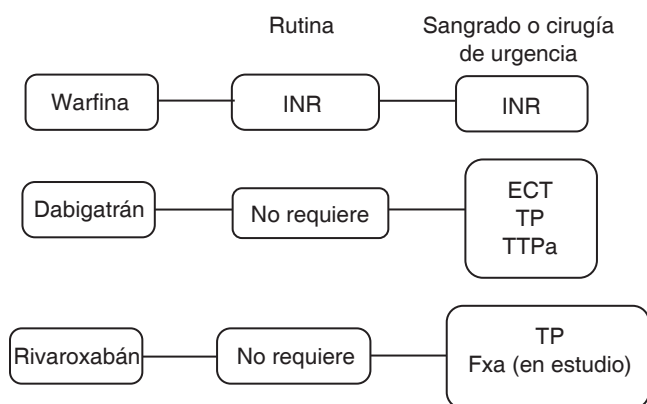 Rutina
Sangrado o cirugía
de urgencia
Warfina
INR
INR
Dabigatrán
No requiere
ECT
TP
TTPa
Rivaroxabán
No requiere
TP
Fxa (en estudio)